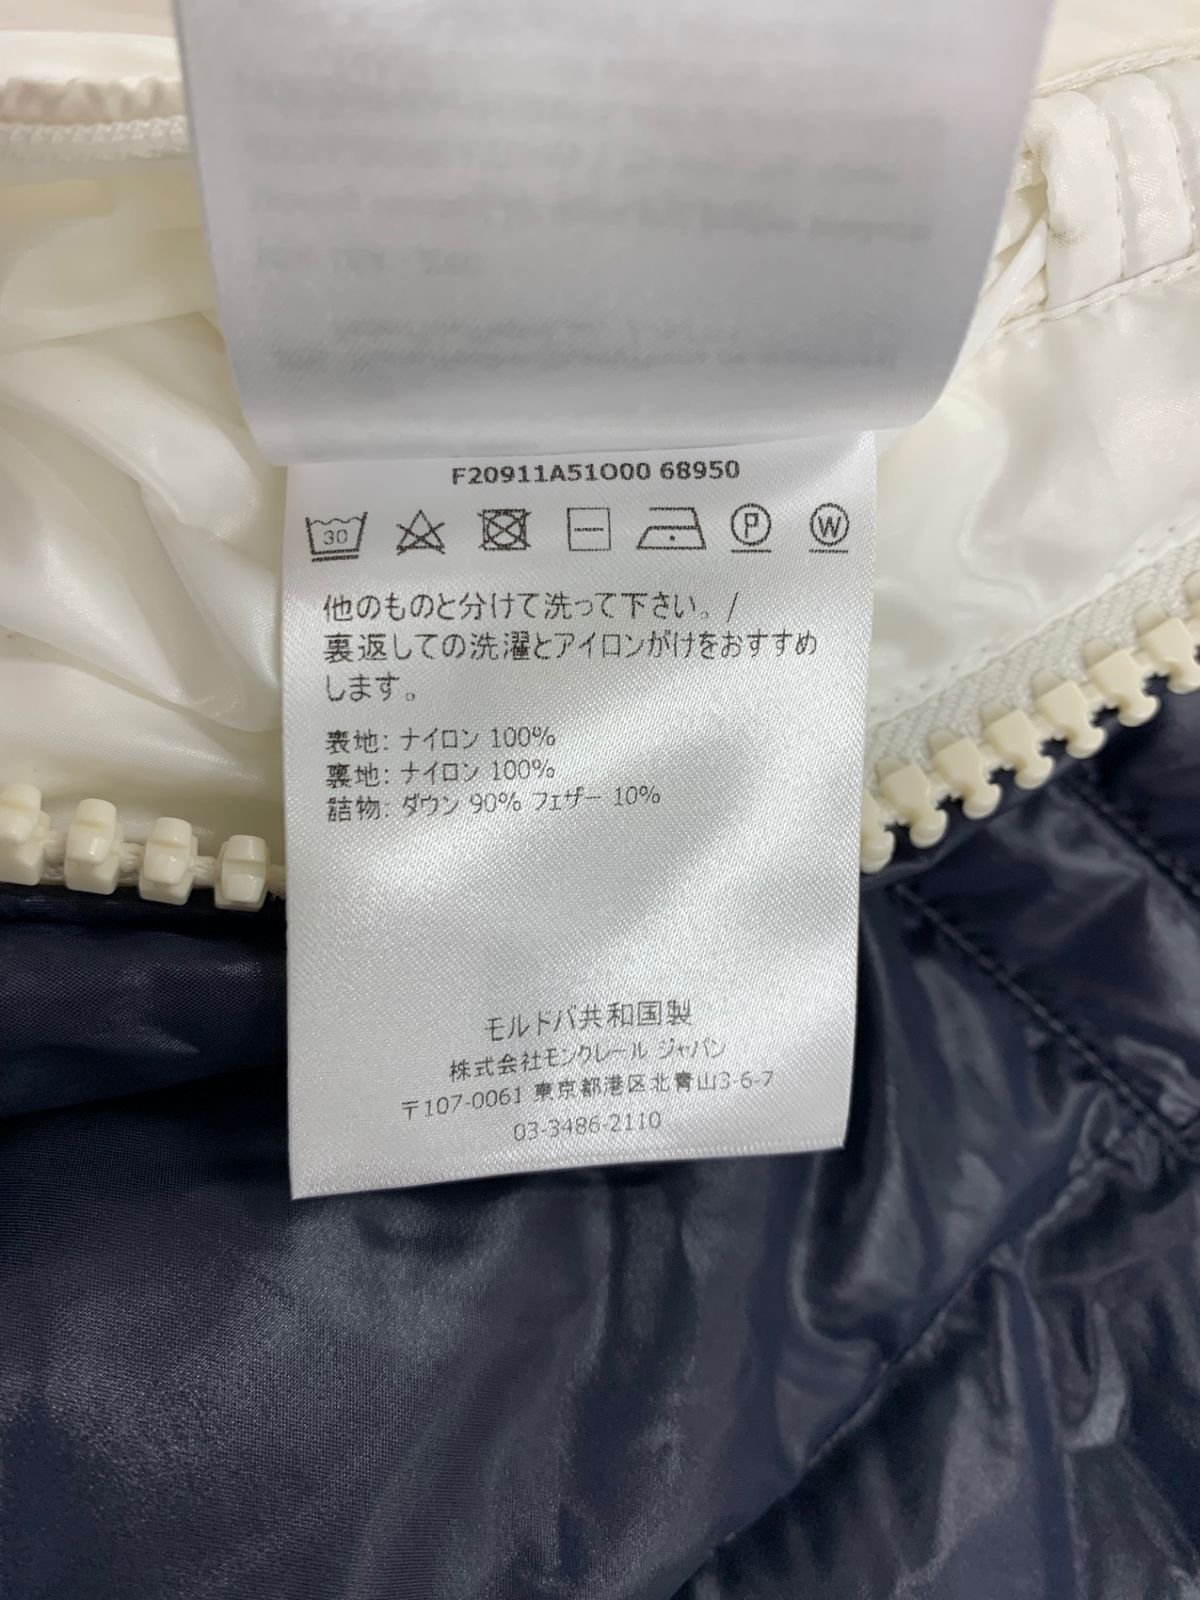 F20911A51O00 68950
30
P
W
他のものと分けて洗って下さい。/
裏返しての洗濯とアイロンがけをおすすめ
します。
表地: ナイロン 100%
裏地: ナイロン 100%
詰物: ダウン 90% フェザー 10%
モルドバ共和国製
株式会社モンクレール ジャパン
〒107-0061 東京都港区北青山3-6-7
03-3486-2110